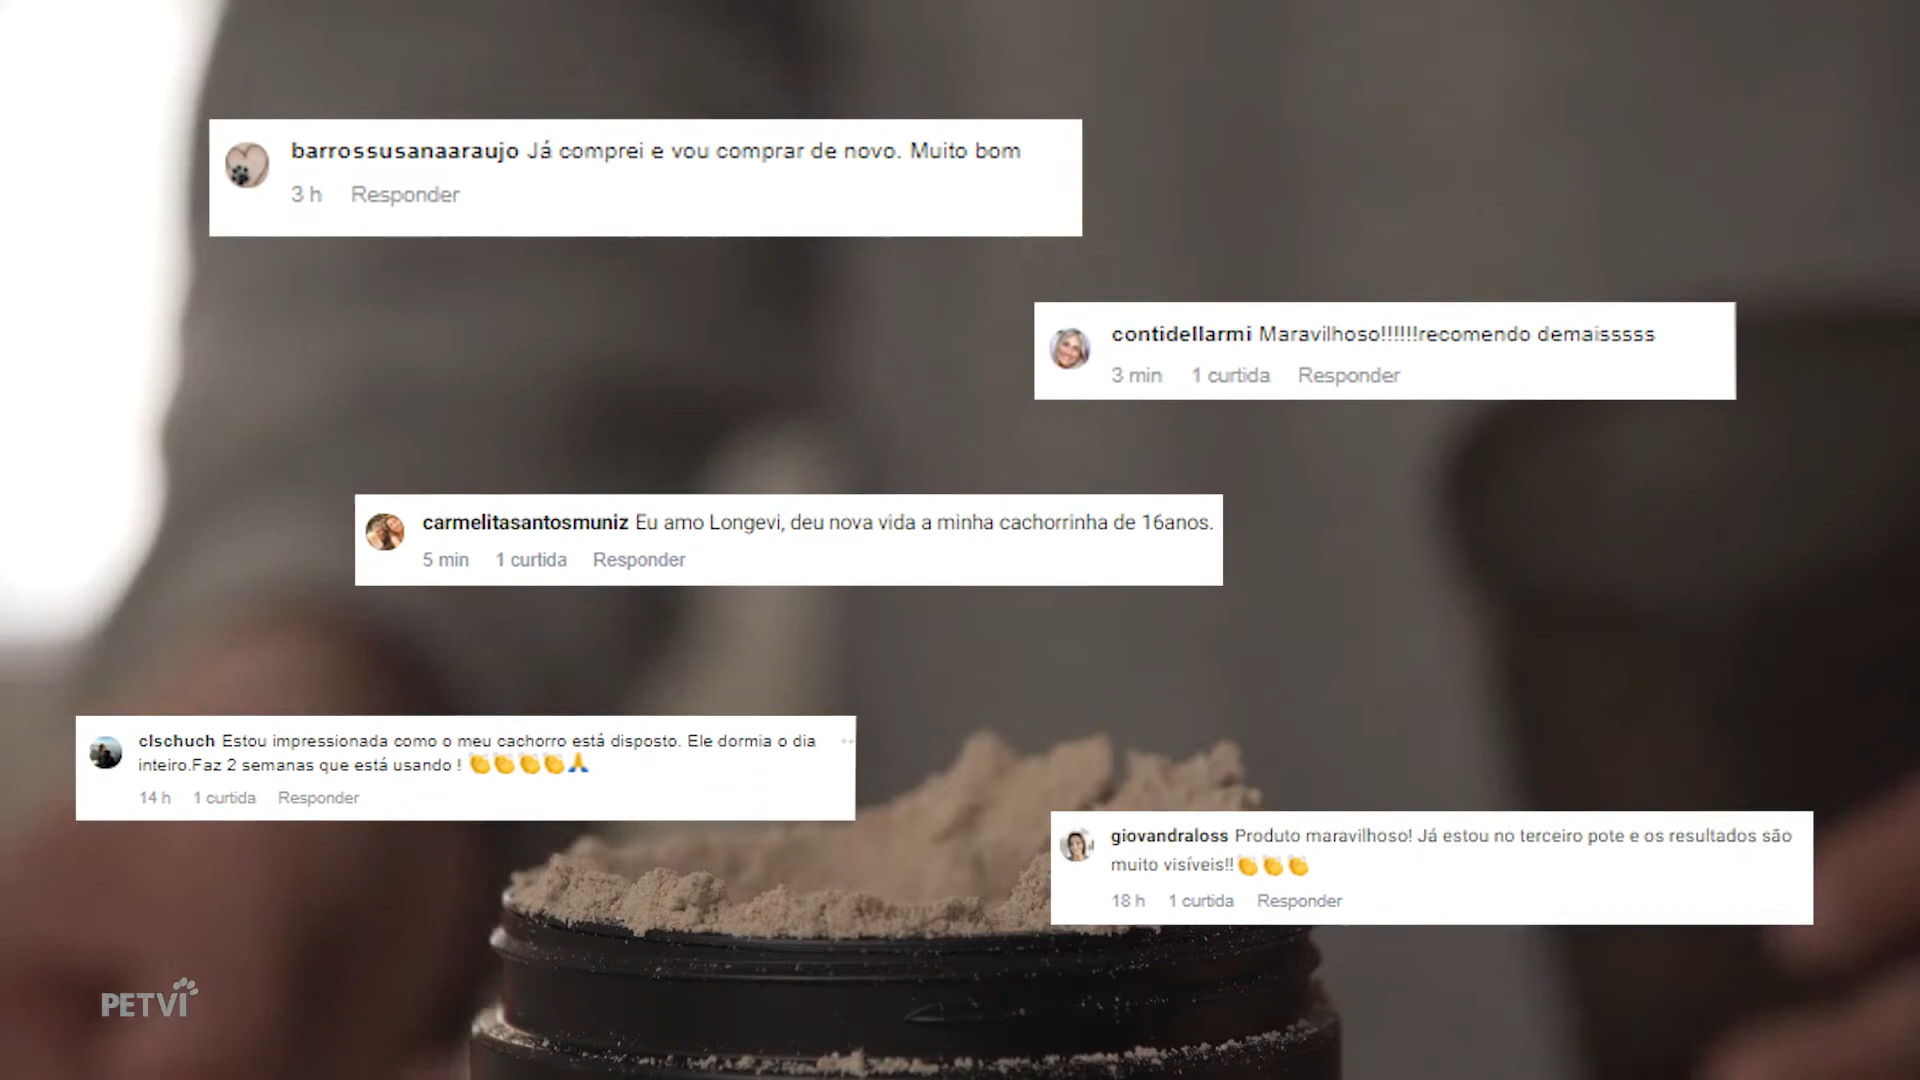 barrossusanaaraujo Já comprei e vou comprar de novo. Muito bom
3 h Responder
contidellarmi Maravilhoso!!!!!!recomendo demaisssss
3 min 1 curtida Responder
carmelitasantosmuniz Eu amo Longevi, deu nova vida a minha cachorrinha de 16anos.
5 min 1 curtida Responder
clschuch Estou impressionada como o meu cachorro está disposto. Ele dormia o dia
inteiro.Faz 2 semanas que está usando ! 👏👏👏👏🙏
14 h 1 curtida Responder
giovandraloss Produto maravilhoso! Já estou no terceiro pote e os resultados são
muito visíveis!!👏👏👏
18 h 1 curtida Responder
PETVI